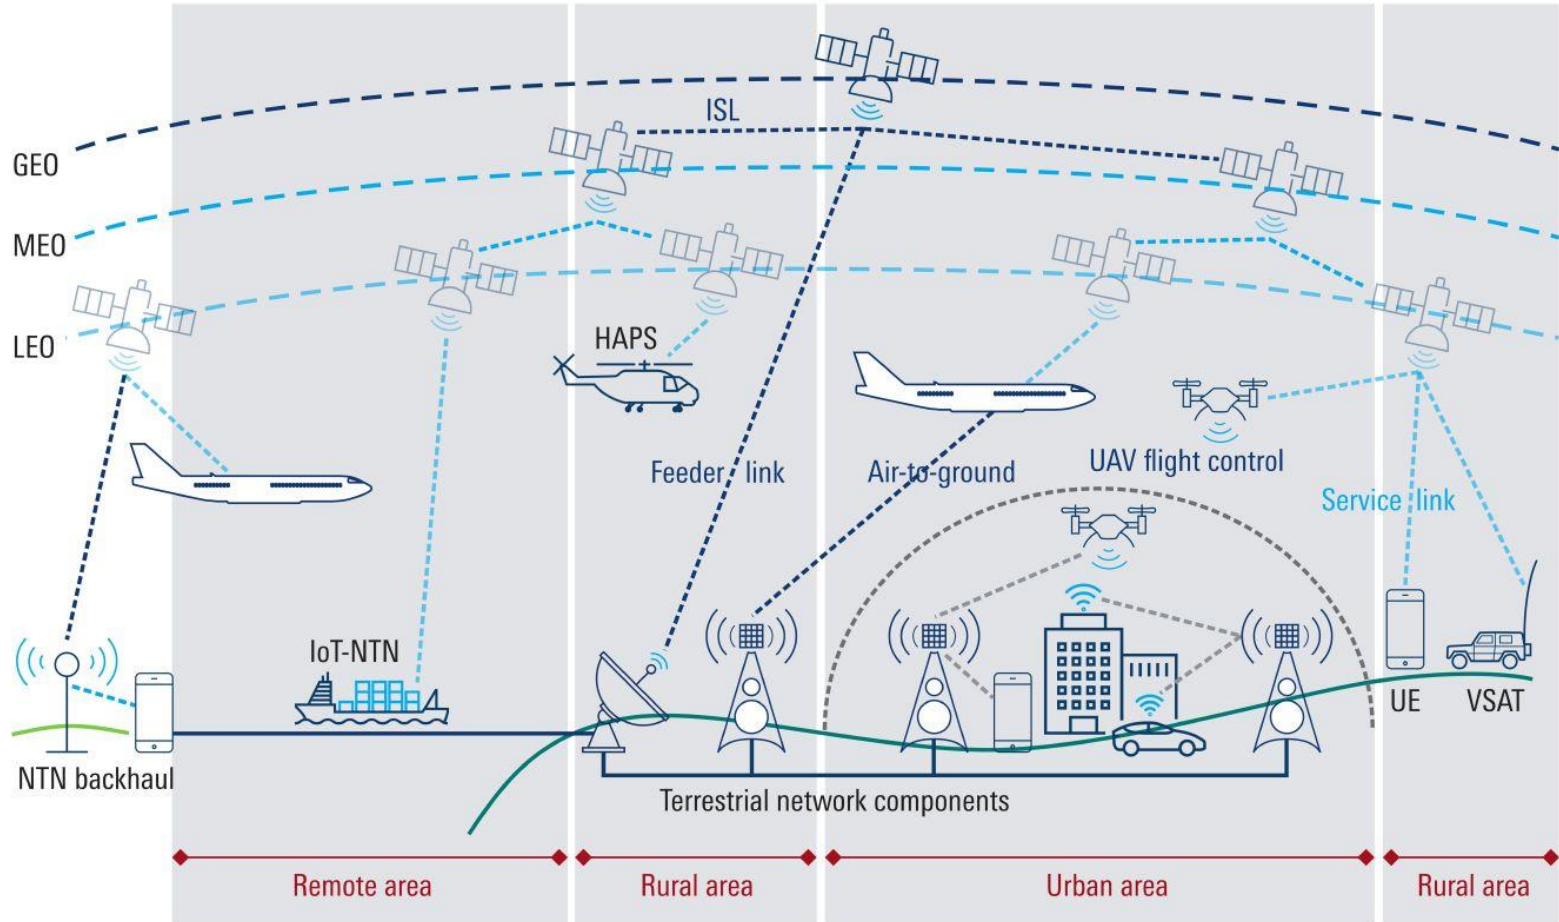 ISL
GEO
MEO
LEO
HAPS
Feeder link
Air-to-ground
UAV flight control
Service link
IoT-NTN
UE
VSAT
NTN backhaul
Terrestrial network components
Remote area
Rural area
Urban area
Rural area